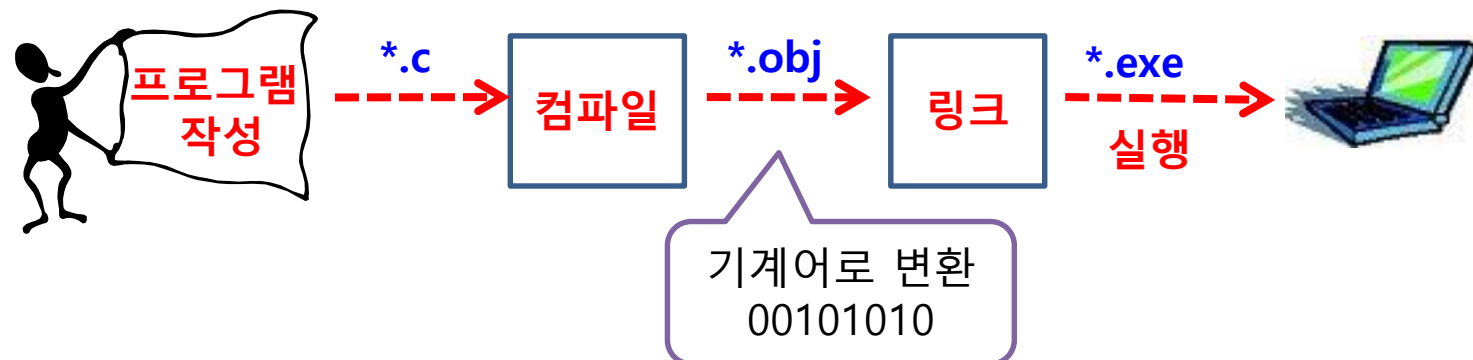 프로그램
작성
*.c
컴파일
*.obj
링크
*.exe
실행
기계어로 변환
00101010